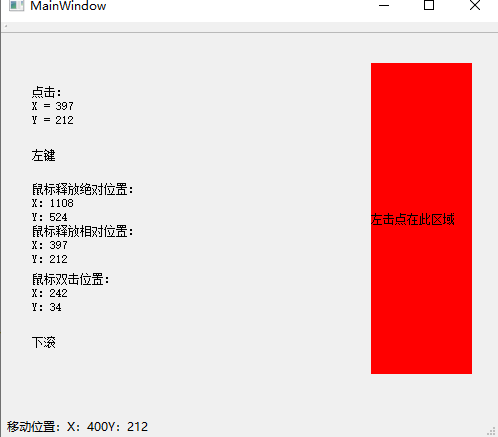 MainWindow
点击：
X = 397
Y = 212
左键
鼠标释放绝对位置：
X: 1108
Y: 524
鼠标释放相对位置：
X: 397
Y: 212
鼠标双击位置：
X: 242
Y: 34
下滚
左击点在此区域
移动位置：X：400Y：212